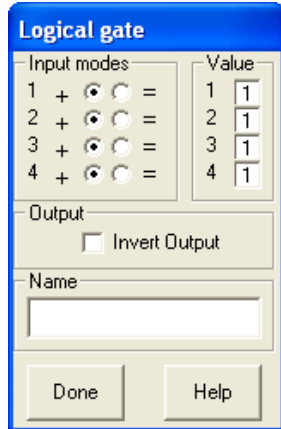 Logical gate
Input modes
Value
1 + =
1 1
2 + =
2 1
3 + =
3 1
4 + =
4 1
Output
Invert Output
Name
Done
Help